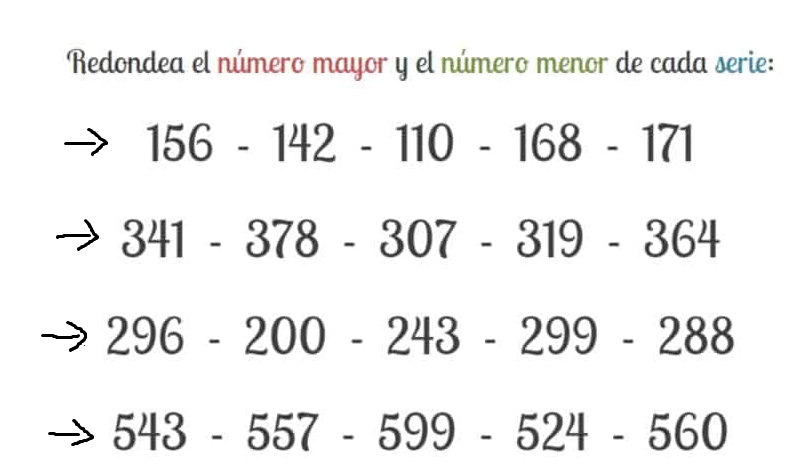 Redondea el número mayor y el número menor de cada serie:
→ 156 - 142 - 110 - 168 - 171
→ 341 - 378 - 307 - 319 - 364
→ 296 - 200 - 243 - 299 - 288
→ 543 - 557 - 599 - 524 - 560